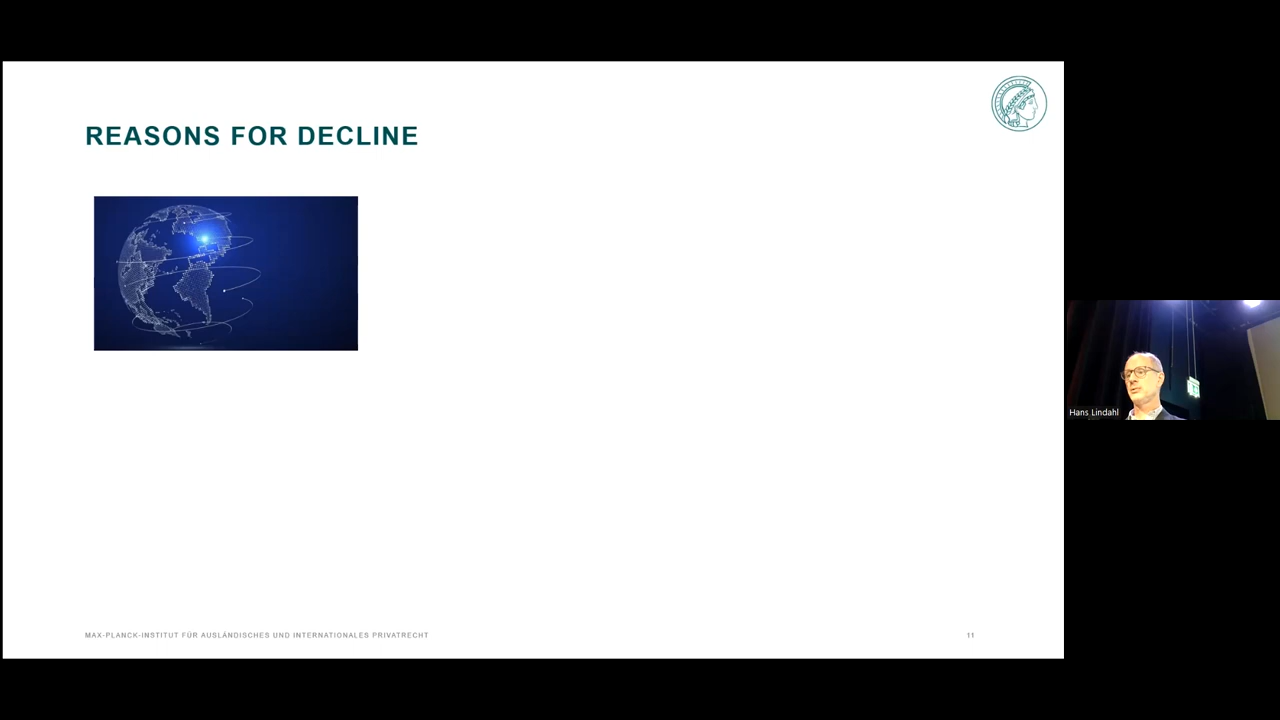 REASONS FOR DECLINE
Hans Lindahl
MAX-PLANCK-INSTITUT FÜR AUSLÄNDISCHES UND INTERNATIONALES PRIVATRECHT
11